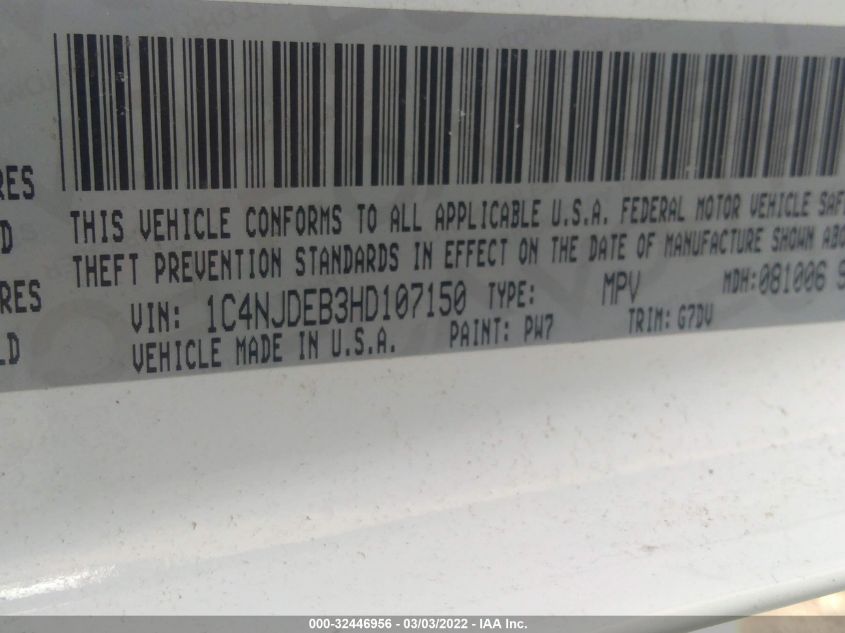 RES
D
RES
LD
THIS VEHICLE CONFORMS TO ALL APPLICABLE U.S.A. FEDERAL MOTOR VEHICLE SAF
THEFT PREVENTION STANDARDS IN EFFECT ON THE DATE OF MANUFACTURE SHOWN ABO
VIN: 1C4NJDEB3HD107150 TYPE: MPV MDH:081006 9
VEHICLE MADE IN U.S.A. PAINT: PW7 TRIM: G7DV
000-32446956 - 03/03/2022 - IAA Inc.